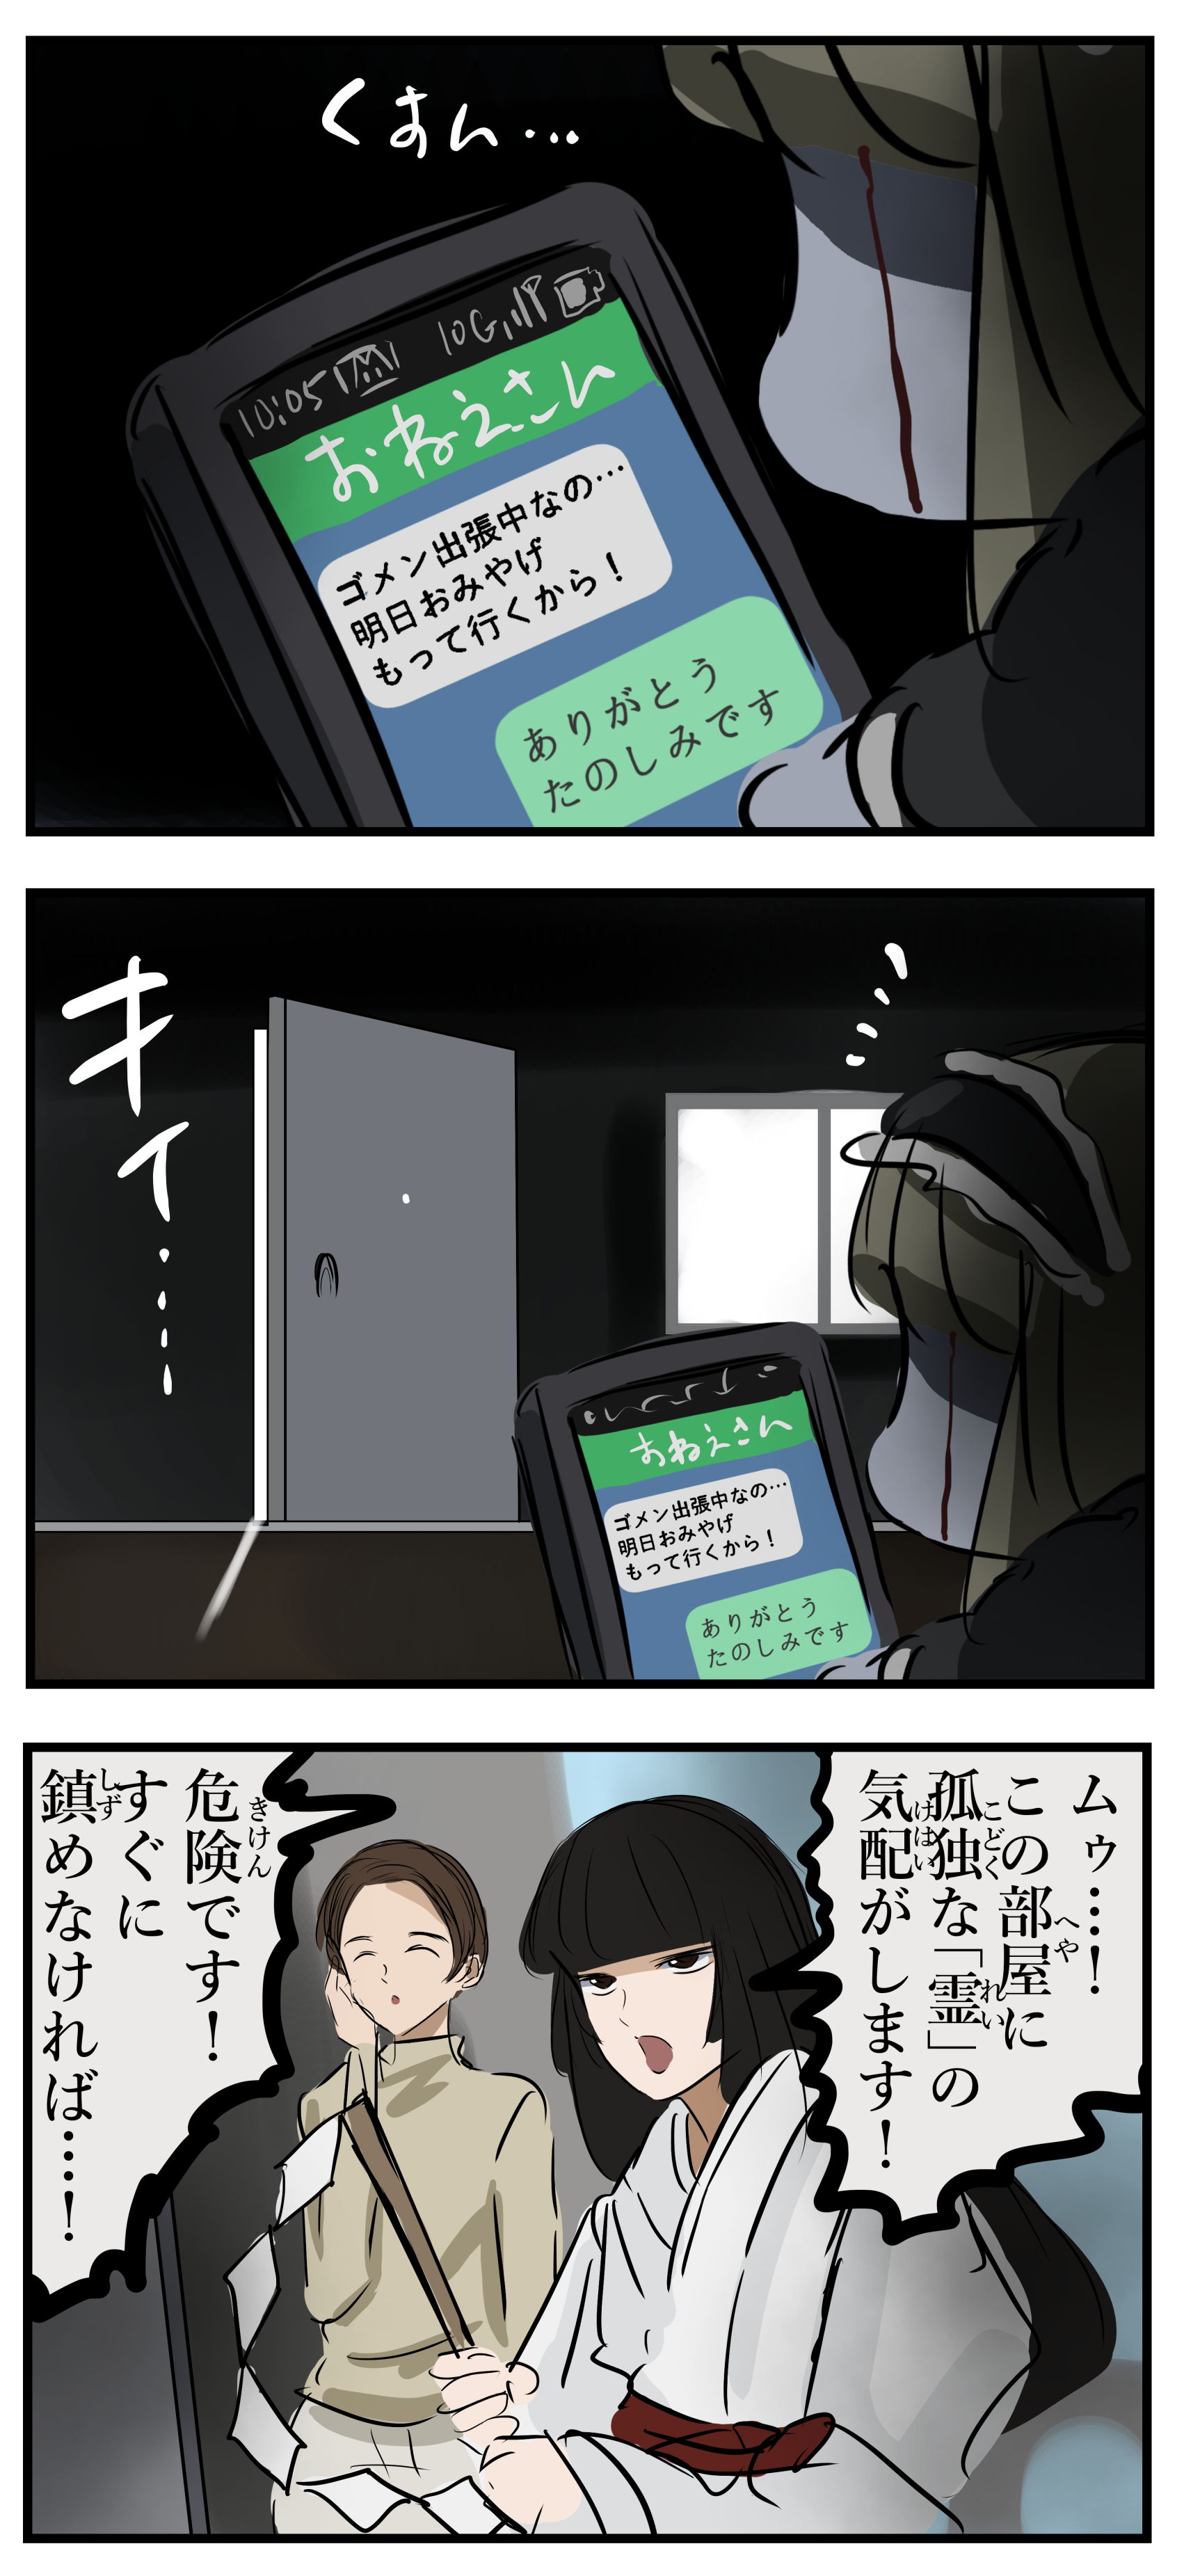 くすん…
10:05
10G
おねえさん
ゴメン出張中なの…
明日おみやげ
もって行くから！
ありがとう
たのしみです
キィ……
おねえさん
ゴメン出張中なの…
明日おみやげ
もって行くから！
ありがとう
たのしみです
ムゥ…！
この部屋に
孤独な「霊」の
気配がします！
危険です！
すぐに
鎮めなければ……！